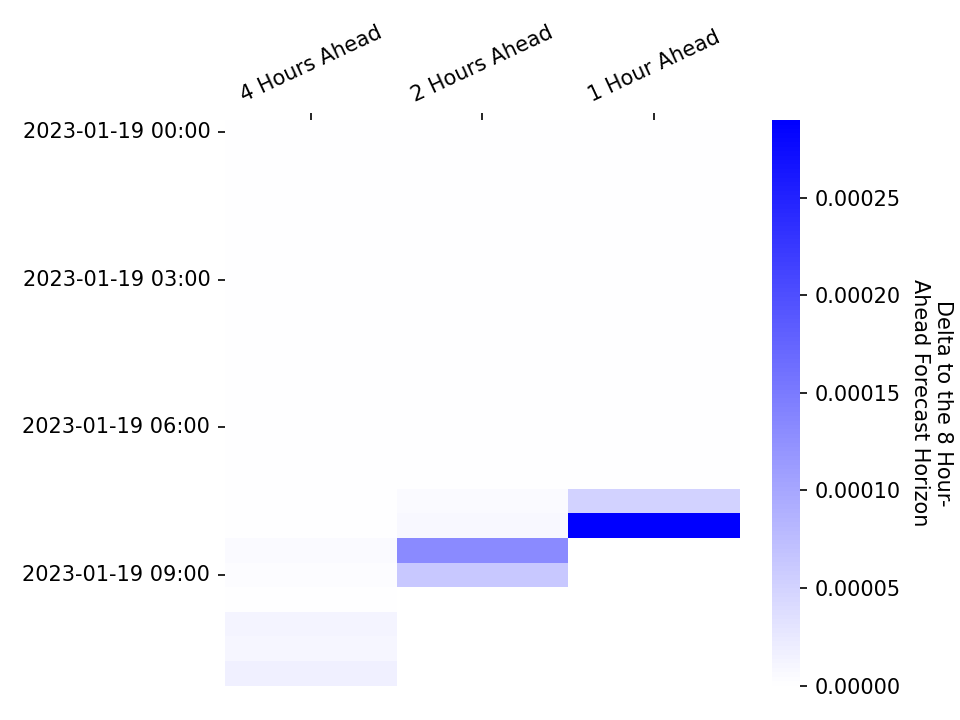 4 Hours Ahead
2 Hours Ahead
1 Hour Ahead
2023-01-19 00:00
2023-01-19 03:00
2023-01-19 06:00
2023-01-19 09:00
0.00025
0.00020
0.00015
0.00010
0.00005
0.00000
Delta to the 8 Hour-
Ahead Forecast Horizon